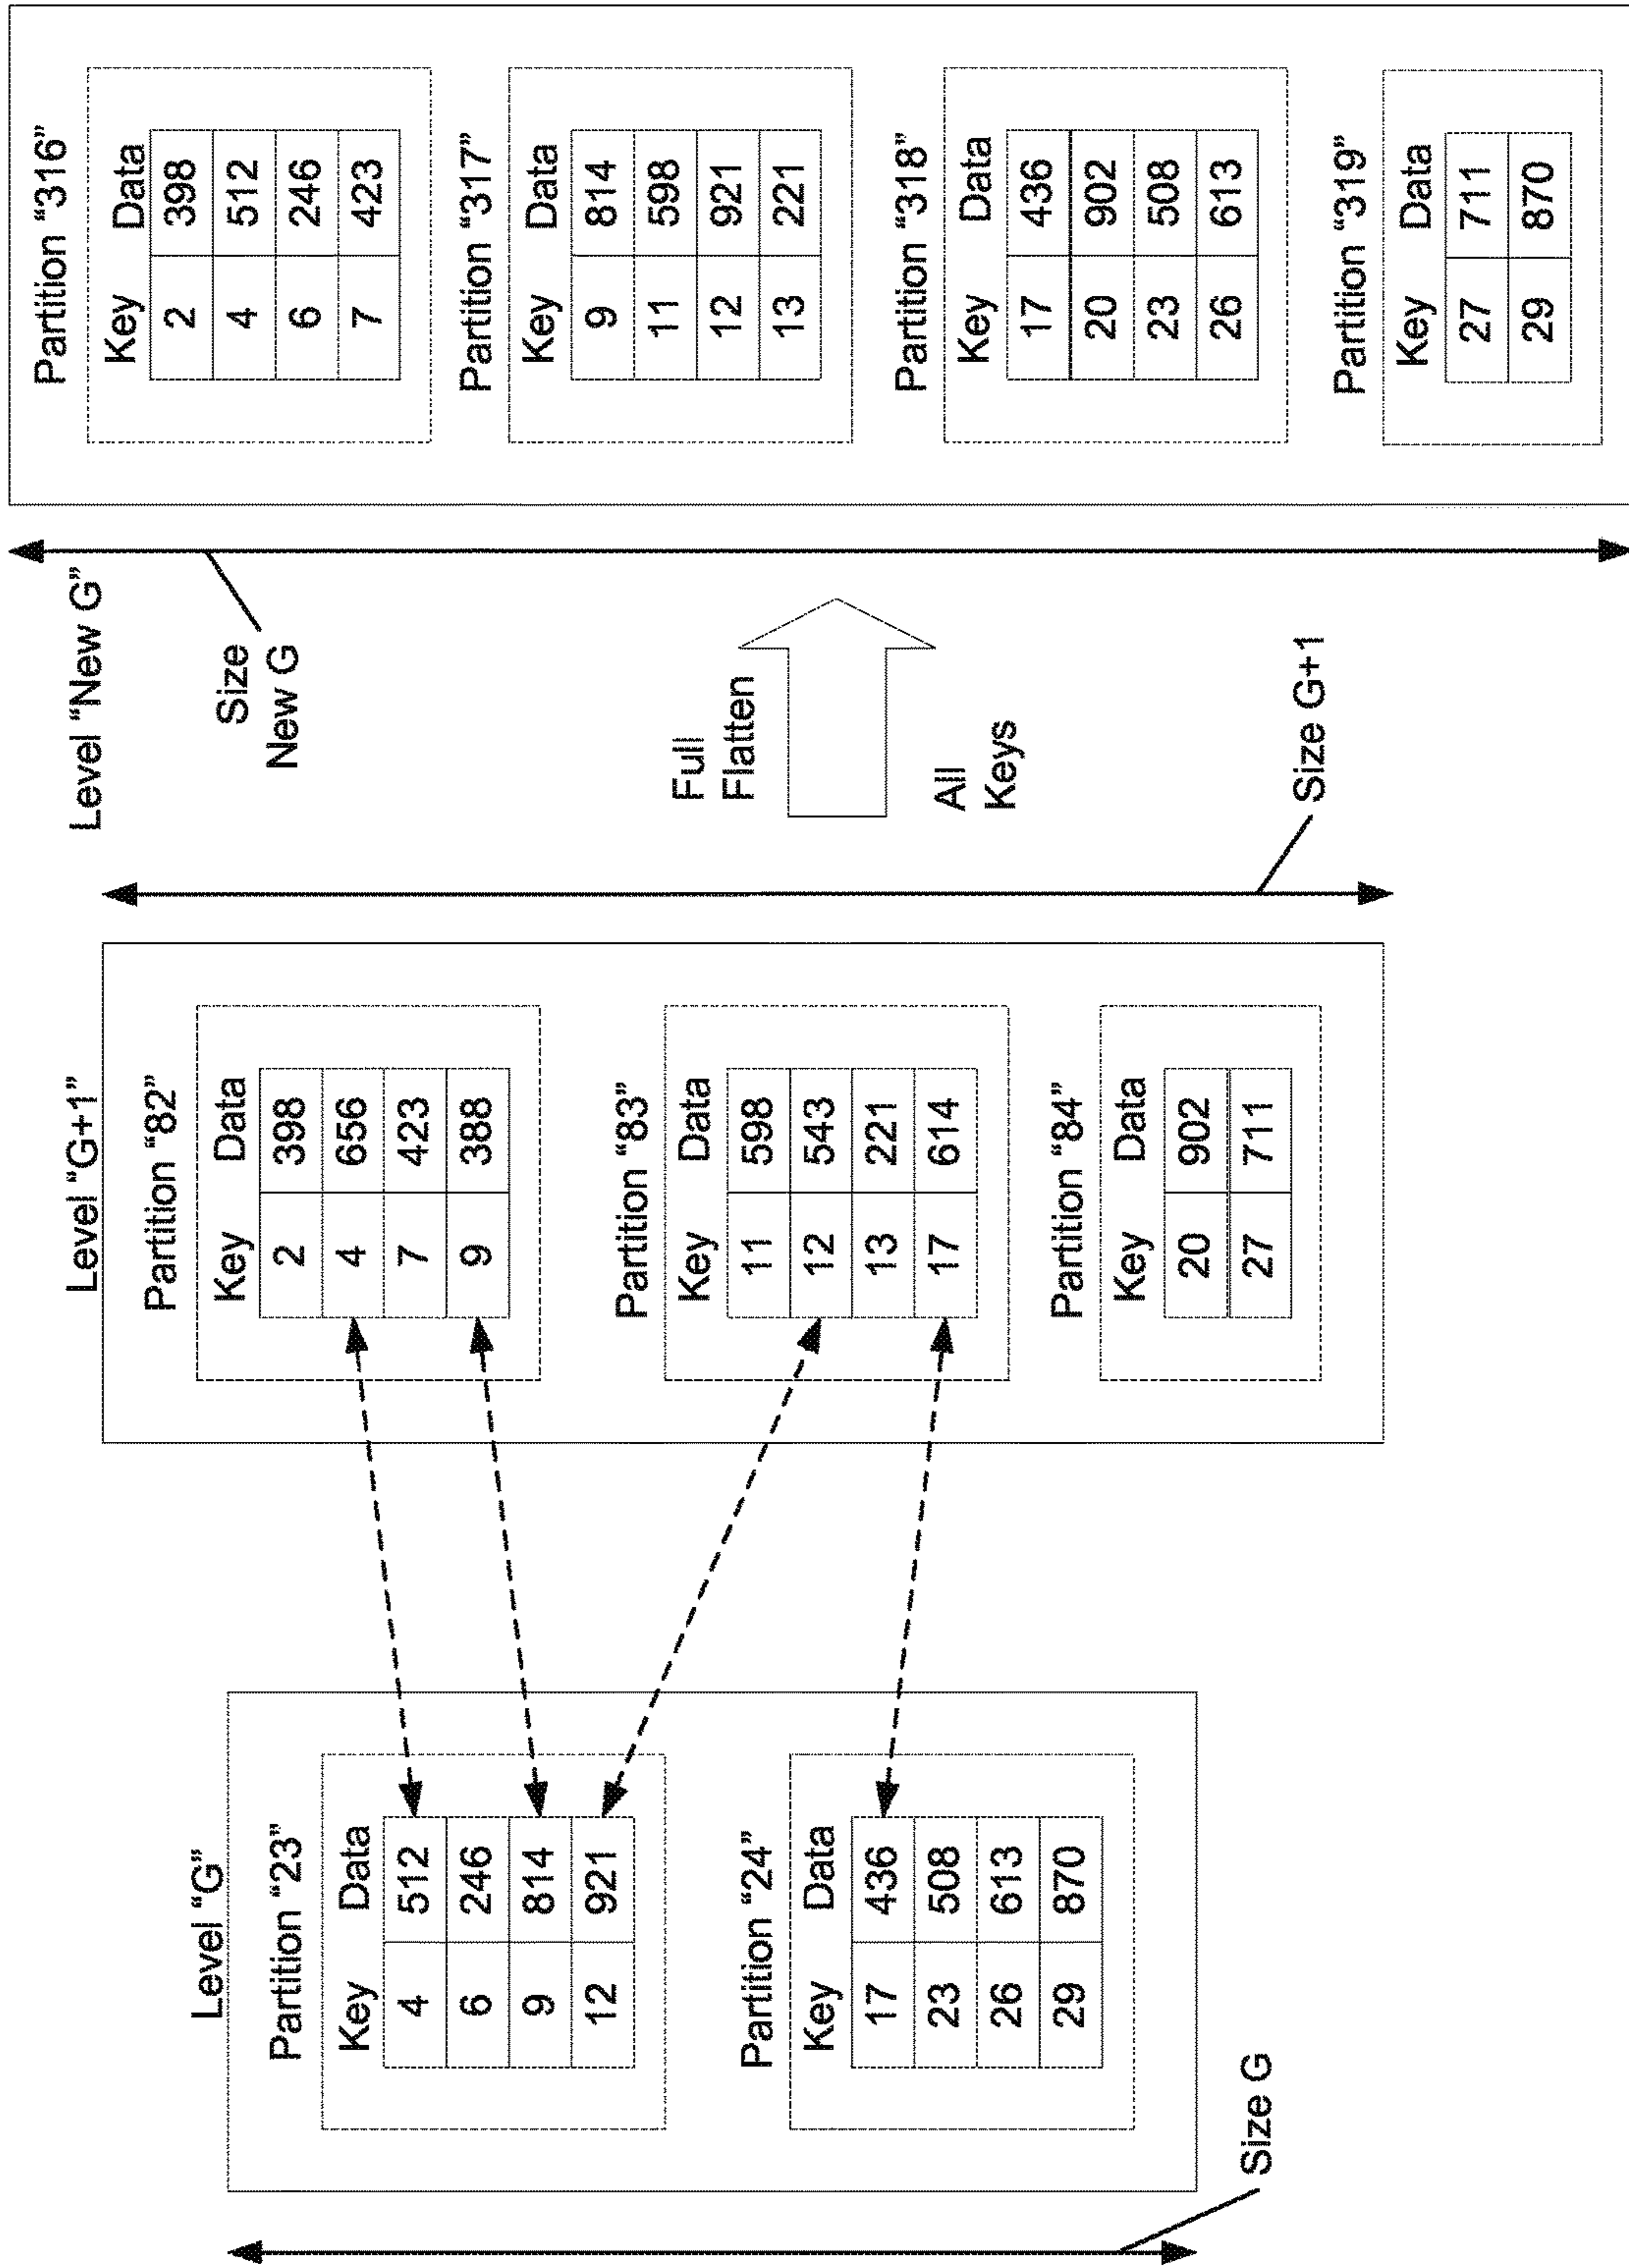 Level “G”
Partition “23”
Key Data
4 512
6 246
9 814
12 921
Partition “24”
Key Data
17 436
23 508
26 613
29 870
Size G
Level “G+1”
Partition “82”
Key Data
2 398
4 656
7 423
9 388
Partition “83”
Key Data
11 598
12 543
13 221
17 614
Partition “84”
Key Data
20 902
27 711
Size G+1
Full
Flatten
All
Keys
Level “New G”
Size
New G
Partition “316”
Key Data
2 398
4 512
6 246
7 423
Partition “317”
Key Data
9 814
11 598
12 921
13 221
Partition “318”
Key Data
17 436
20 902
23 508
26 613
Partition “319”
Key Data
27 711
29 870